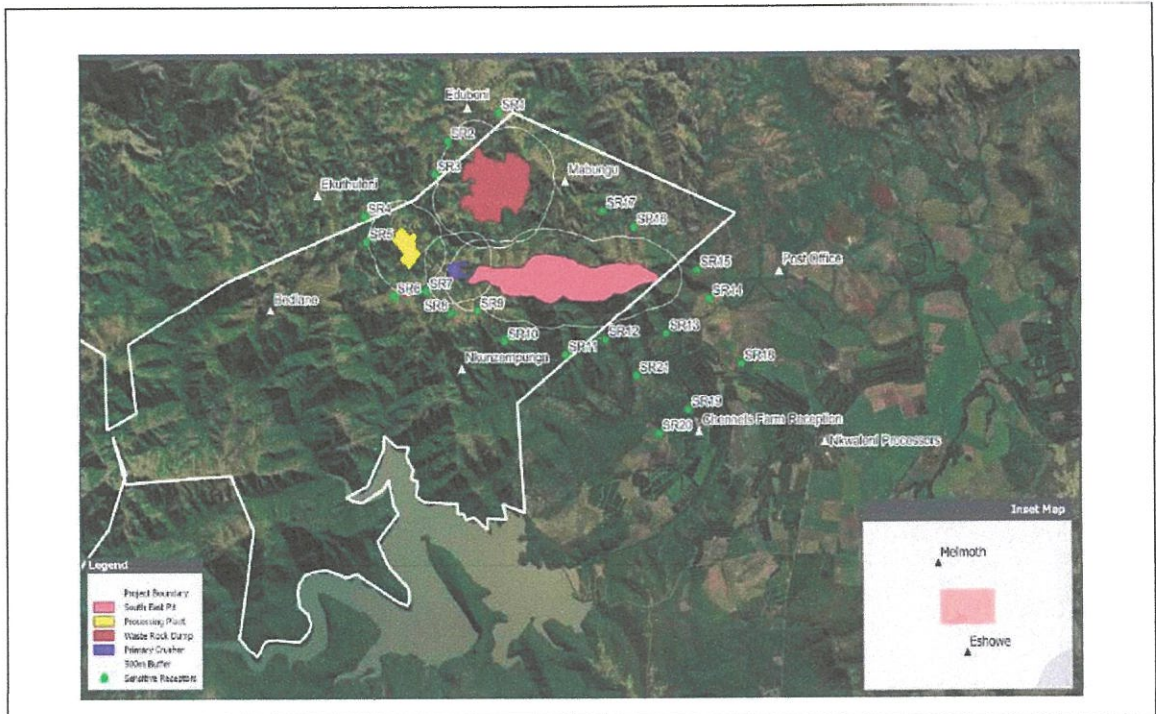 Eduboni
SR1
SR2
SR3
Mabungu
Ekuthuleni
SR4
SR17
SR16
SR5
SR15
Post Office
SR6
SR7
SR14
Bedlane
SR8
SR9
SR10
SR13
SR12
SR11
SR18
Nkunzempunga
SR21
SR19
Channels Farm Reception
SR20
Nkwaleni Processors
Inset Map
Melmoth
Eshowe
Legend
Project Boundary
South East Pit
Processing Plant
Waste Rock Dump
Primary Crusher
500m Buffer
Sensitive Receptors